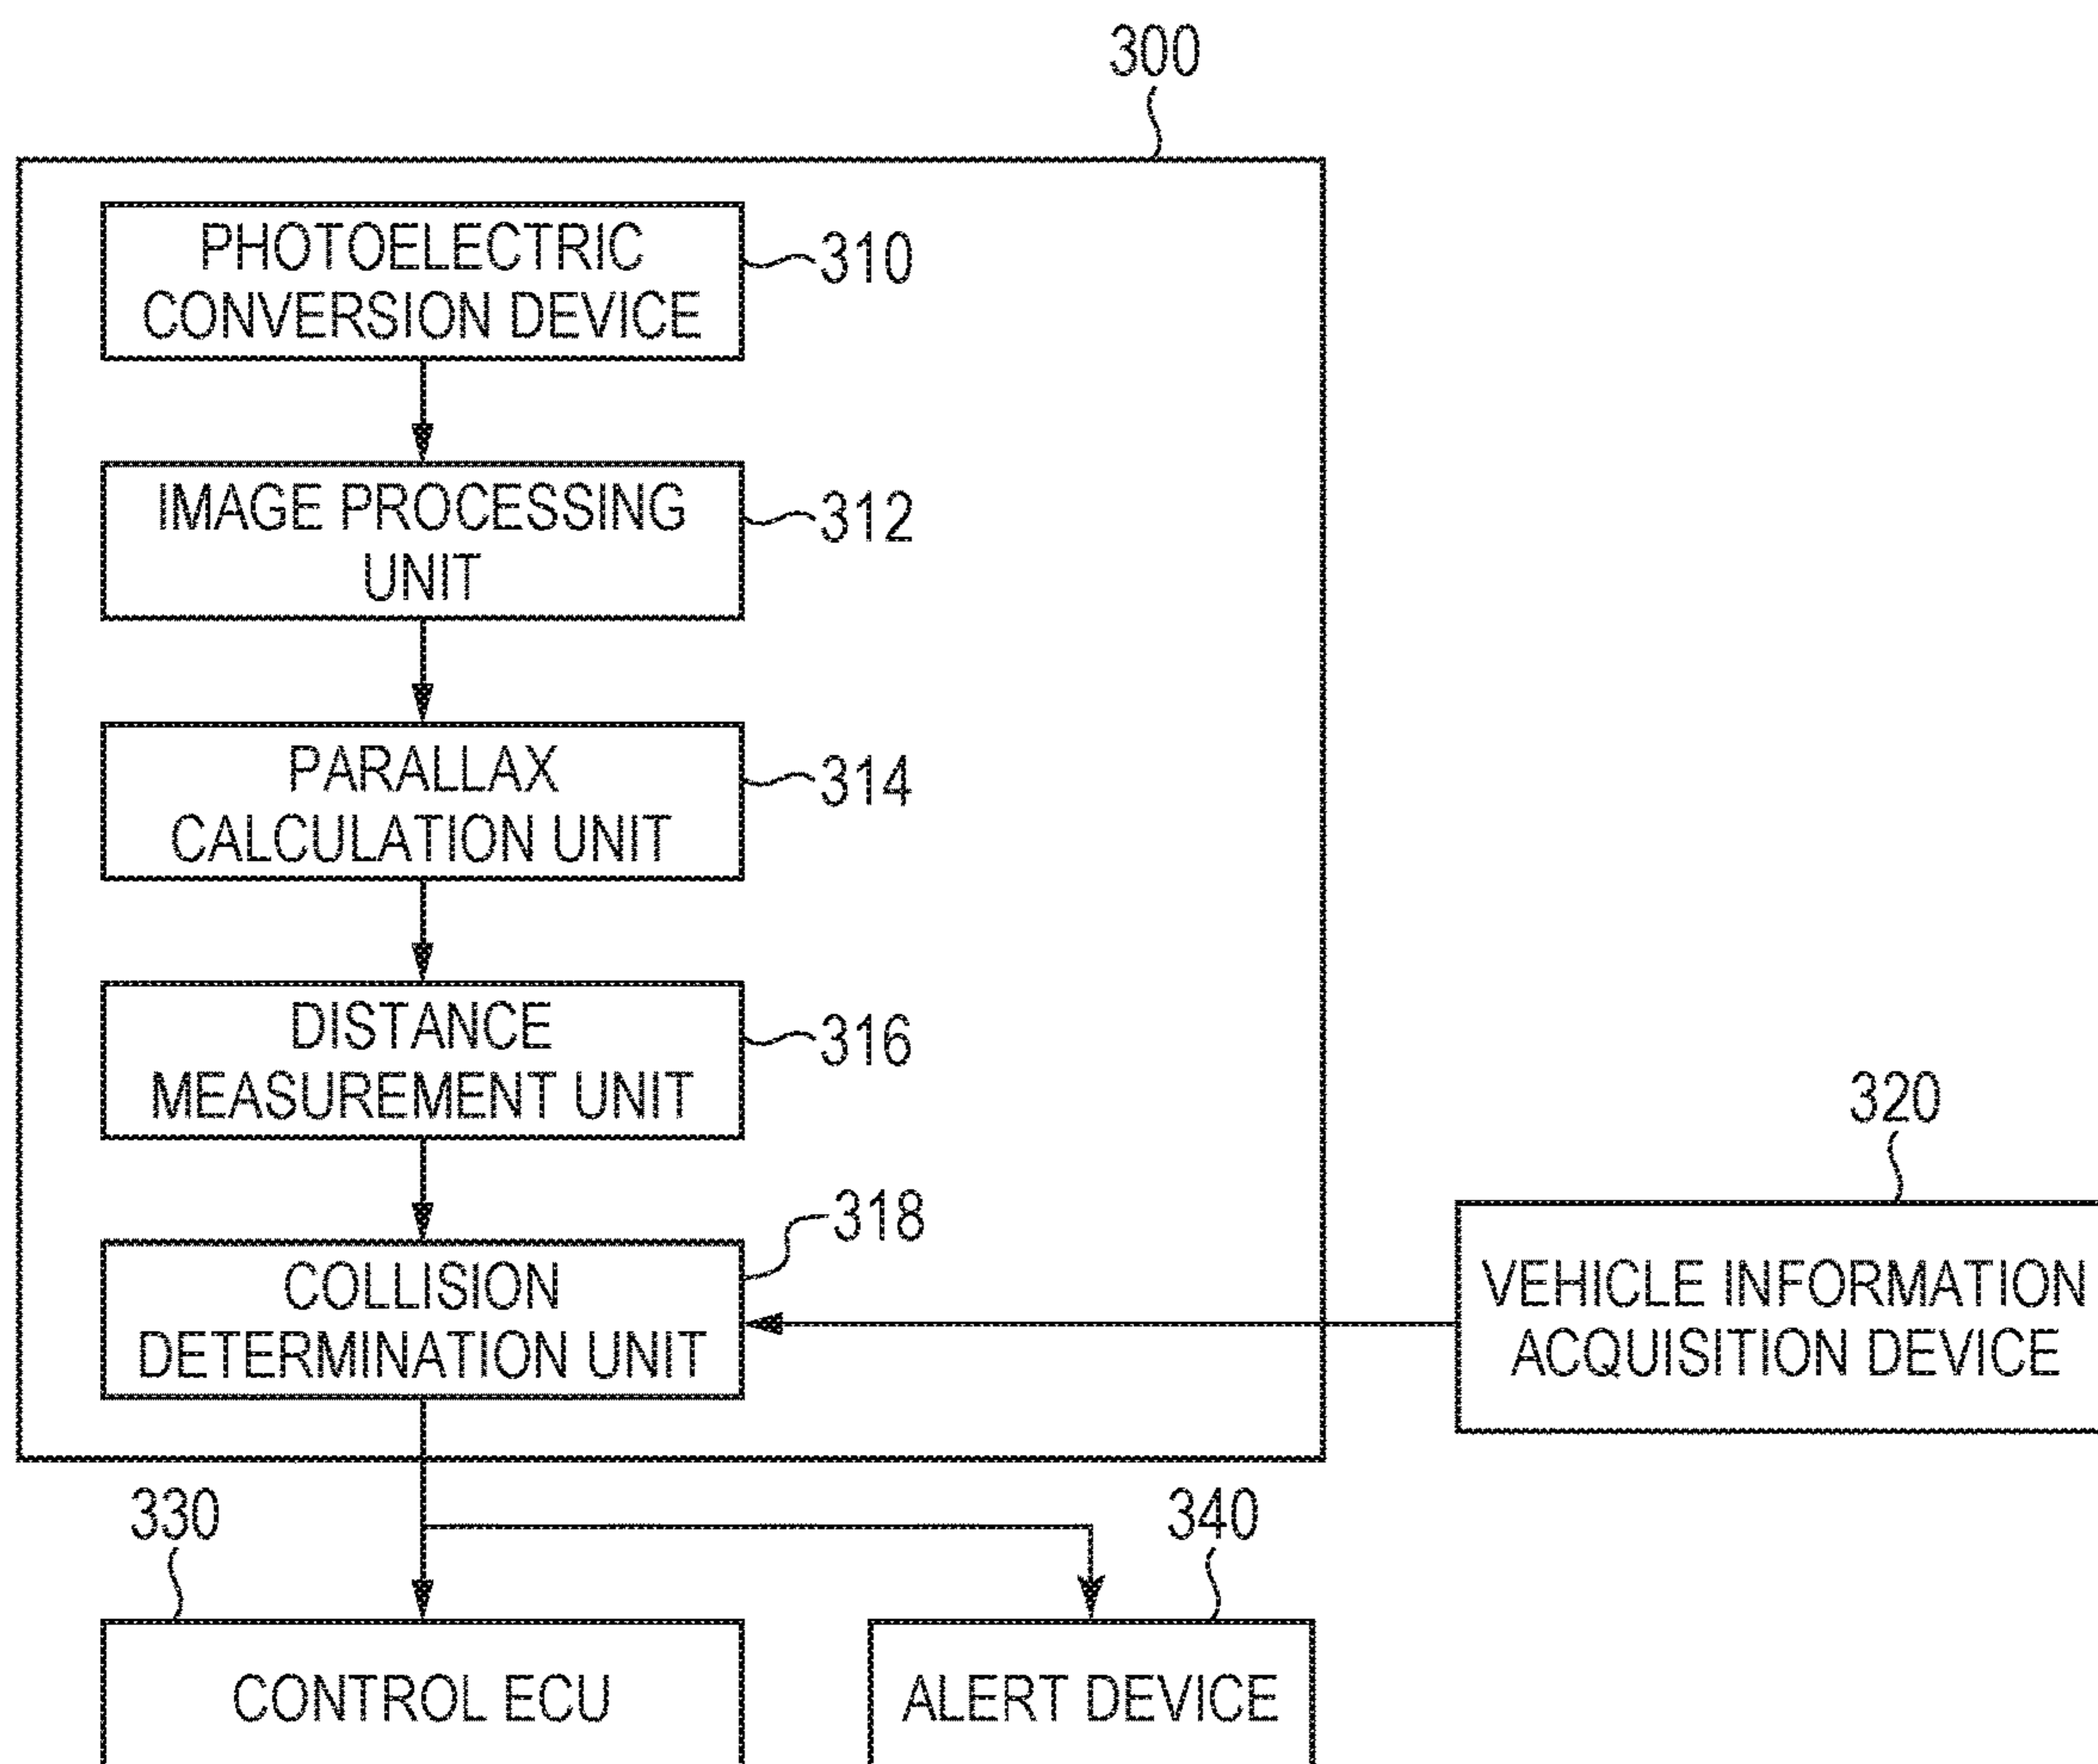 300
PHOTOELECTRIC
CONVERSION DEVICE
310
IMAGE PROCESSING
UNIT
312
PARALLAX
CALCULATION UNIT
314
DISTANCE
MEASUREMENT UNIT
316
COLLISION
DETERMINATION UNIT
318
320
VEHICLE INFORMATION
ACQUISITION DEVICE
330
CONTROL ECU
340
ALERT DEVICE